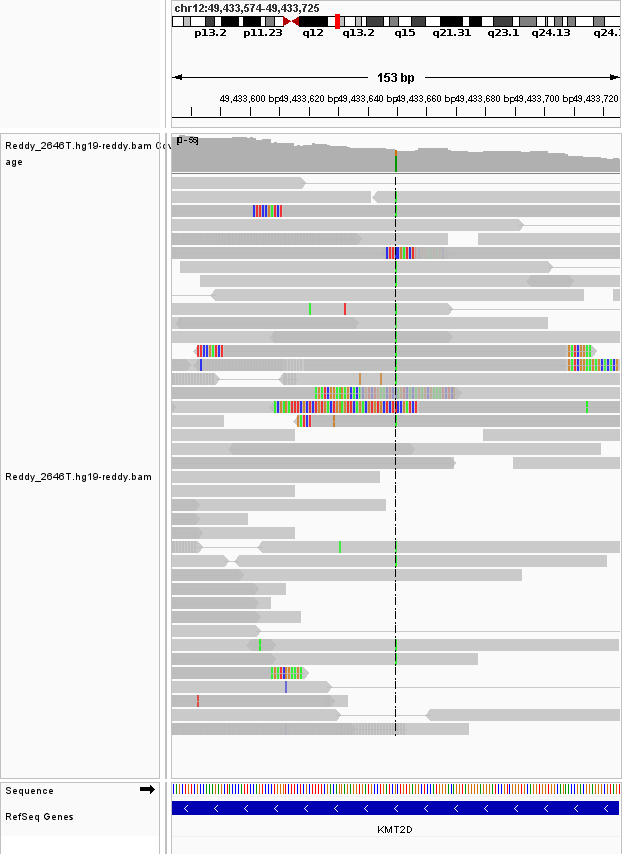 chr12:49,433,574-49,433,725
p13.2 p11.23 q12 q13.2 q15 q21.31 q23.1 q24.13 q24.
153 bp
49,433,600 bp 49,433,620 bp 49,433,640 bp 49,433,660 bp 49,433,680 bp 49,433,700 bp 49,433,720
Reddy_2646T.hg19-reddy.bam Cov
age
Reddy_2646T.hg19-reddy.bam
Sequence
RefSeq Genes
KMT2D